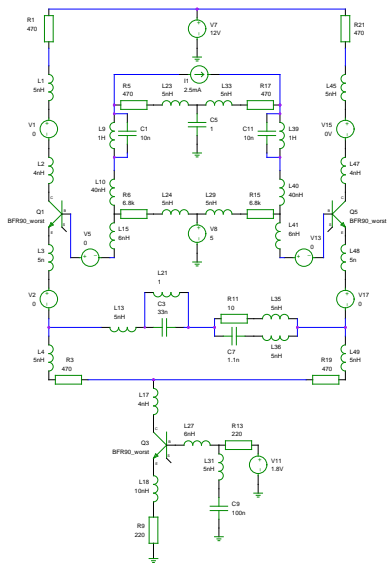 R1
470
V7
12V
R21
470
L1
5nH
R5
470
L23
5nH
I1
2.5mA
L33
5nH
R17
470
L45
5nH
V1
0
L9
1H
C1
10n
C5
1
C11
10n
L39
1H
V15
0V
L2
4nH
L10
40nH
R6
6.8k
L24
5nH
L29
5nH
R15
6.8k
L40
40nH
L47
4nH
Q1
BFR90_worst
C
B
E
V5
0
L15
6nH
V8
5
L41
6nH
V13
0
C
B
E
Q5
BFR90_worst
L3
5n
L48
5n
V2
0
L13
5nH
L21
1
C3
33n
R11
10
L35
5nH
C7
1.1n
L36
5nH
V17
0
L4
5nH
R3
470
R19
470
L49
5nH
L17
4nH
Q3
BFR90_worst
C
B
E
L27
6nH
R13
220
L31
5nH
V11
1.8V
L18
10nH
C9
100n
R9
220